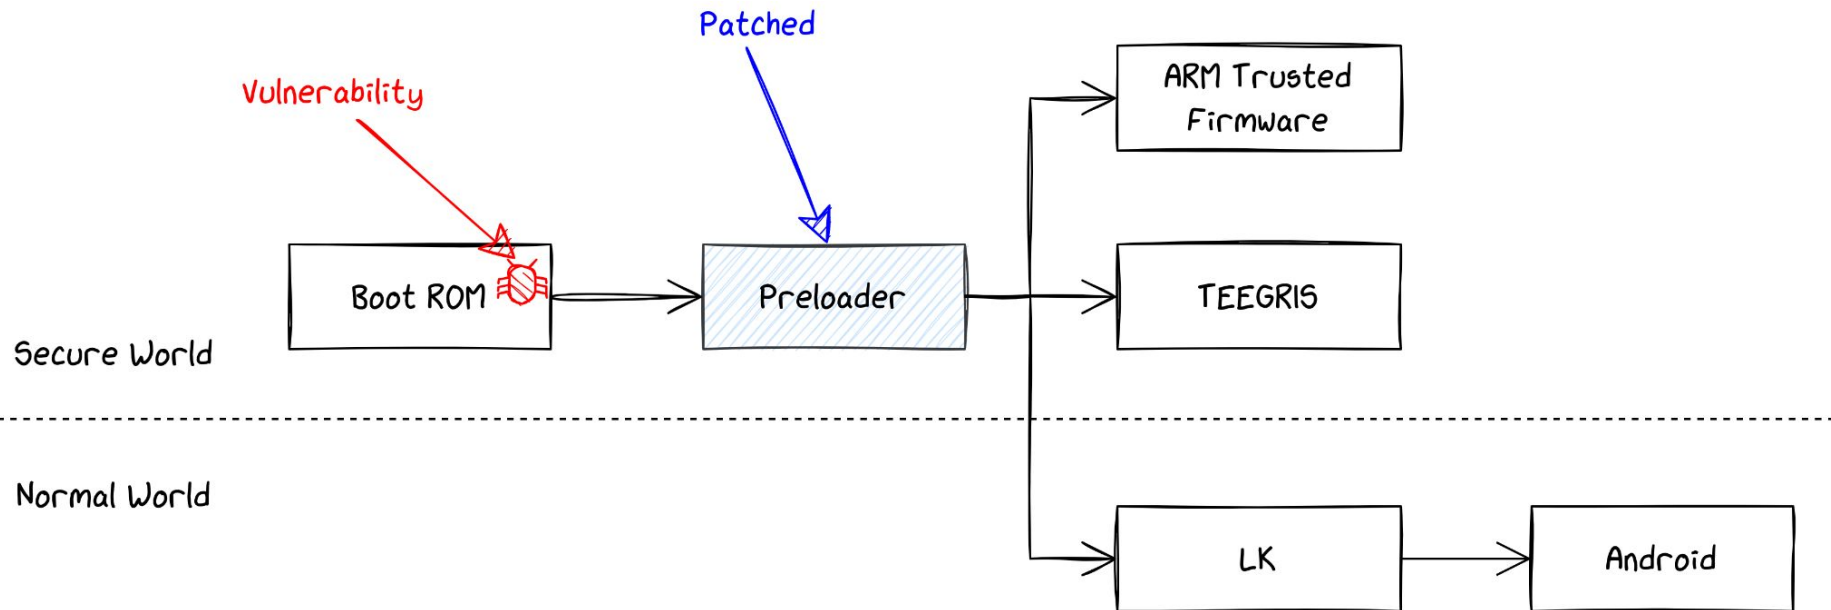 Patched
Vulnerability
ARM Trusted
Firmware
Boot ROM
Preloader
TEEGRIS
Secure World
Normal World
LK
Android